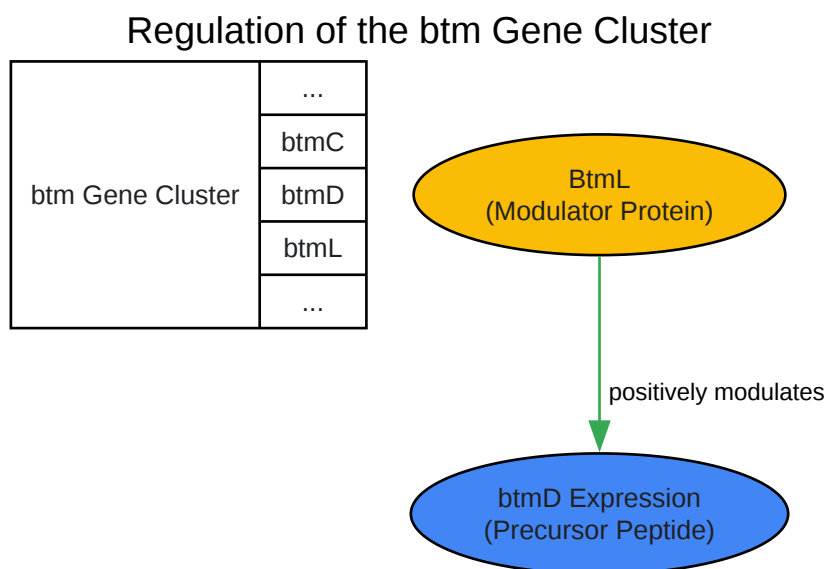 Regulation of the btm Gene Cluster
btm Gene Cluster
...
btmC
btmD
btmL
...
BtmL
(Modulator Protein)
positively modulates
btmD Expression
(Precursor Peptide)